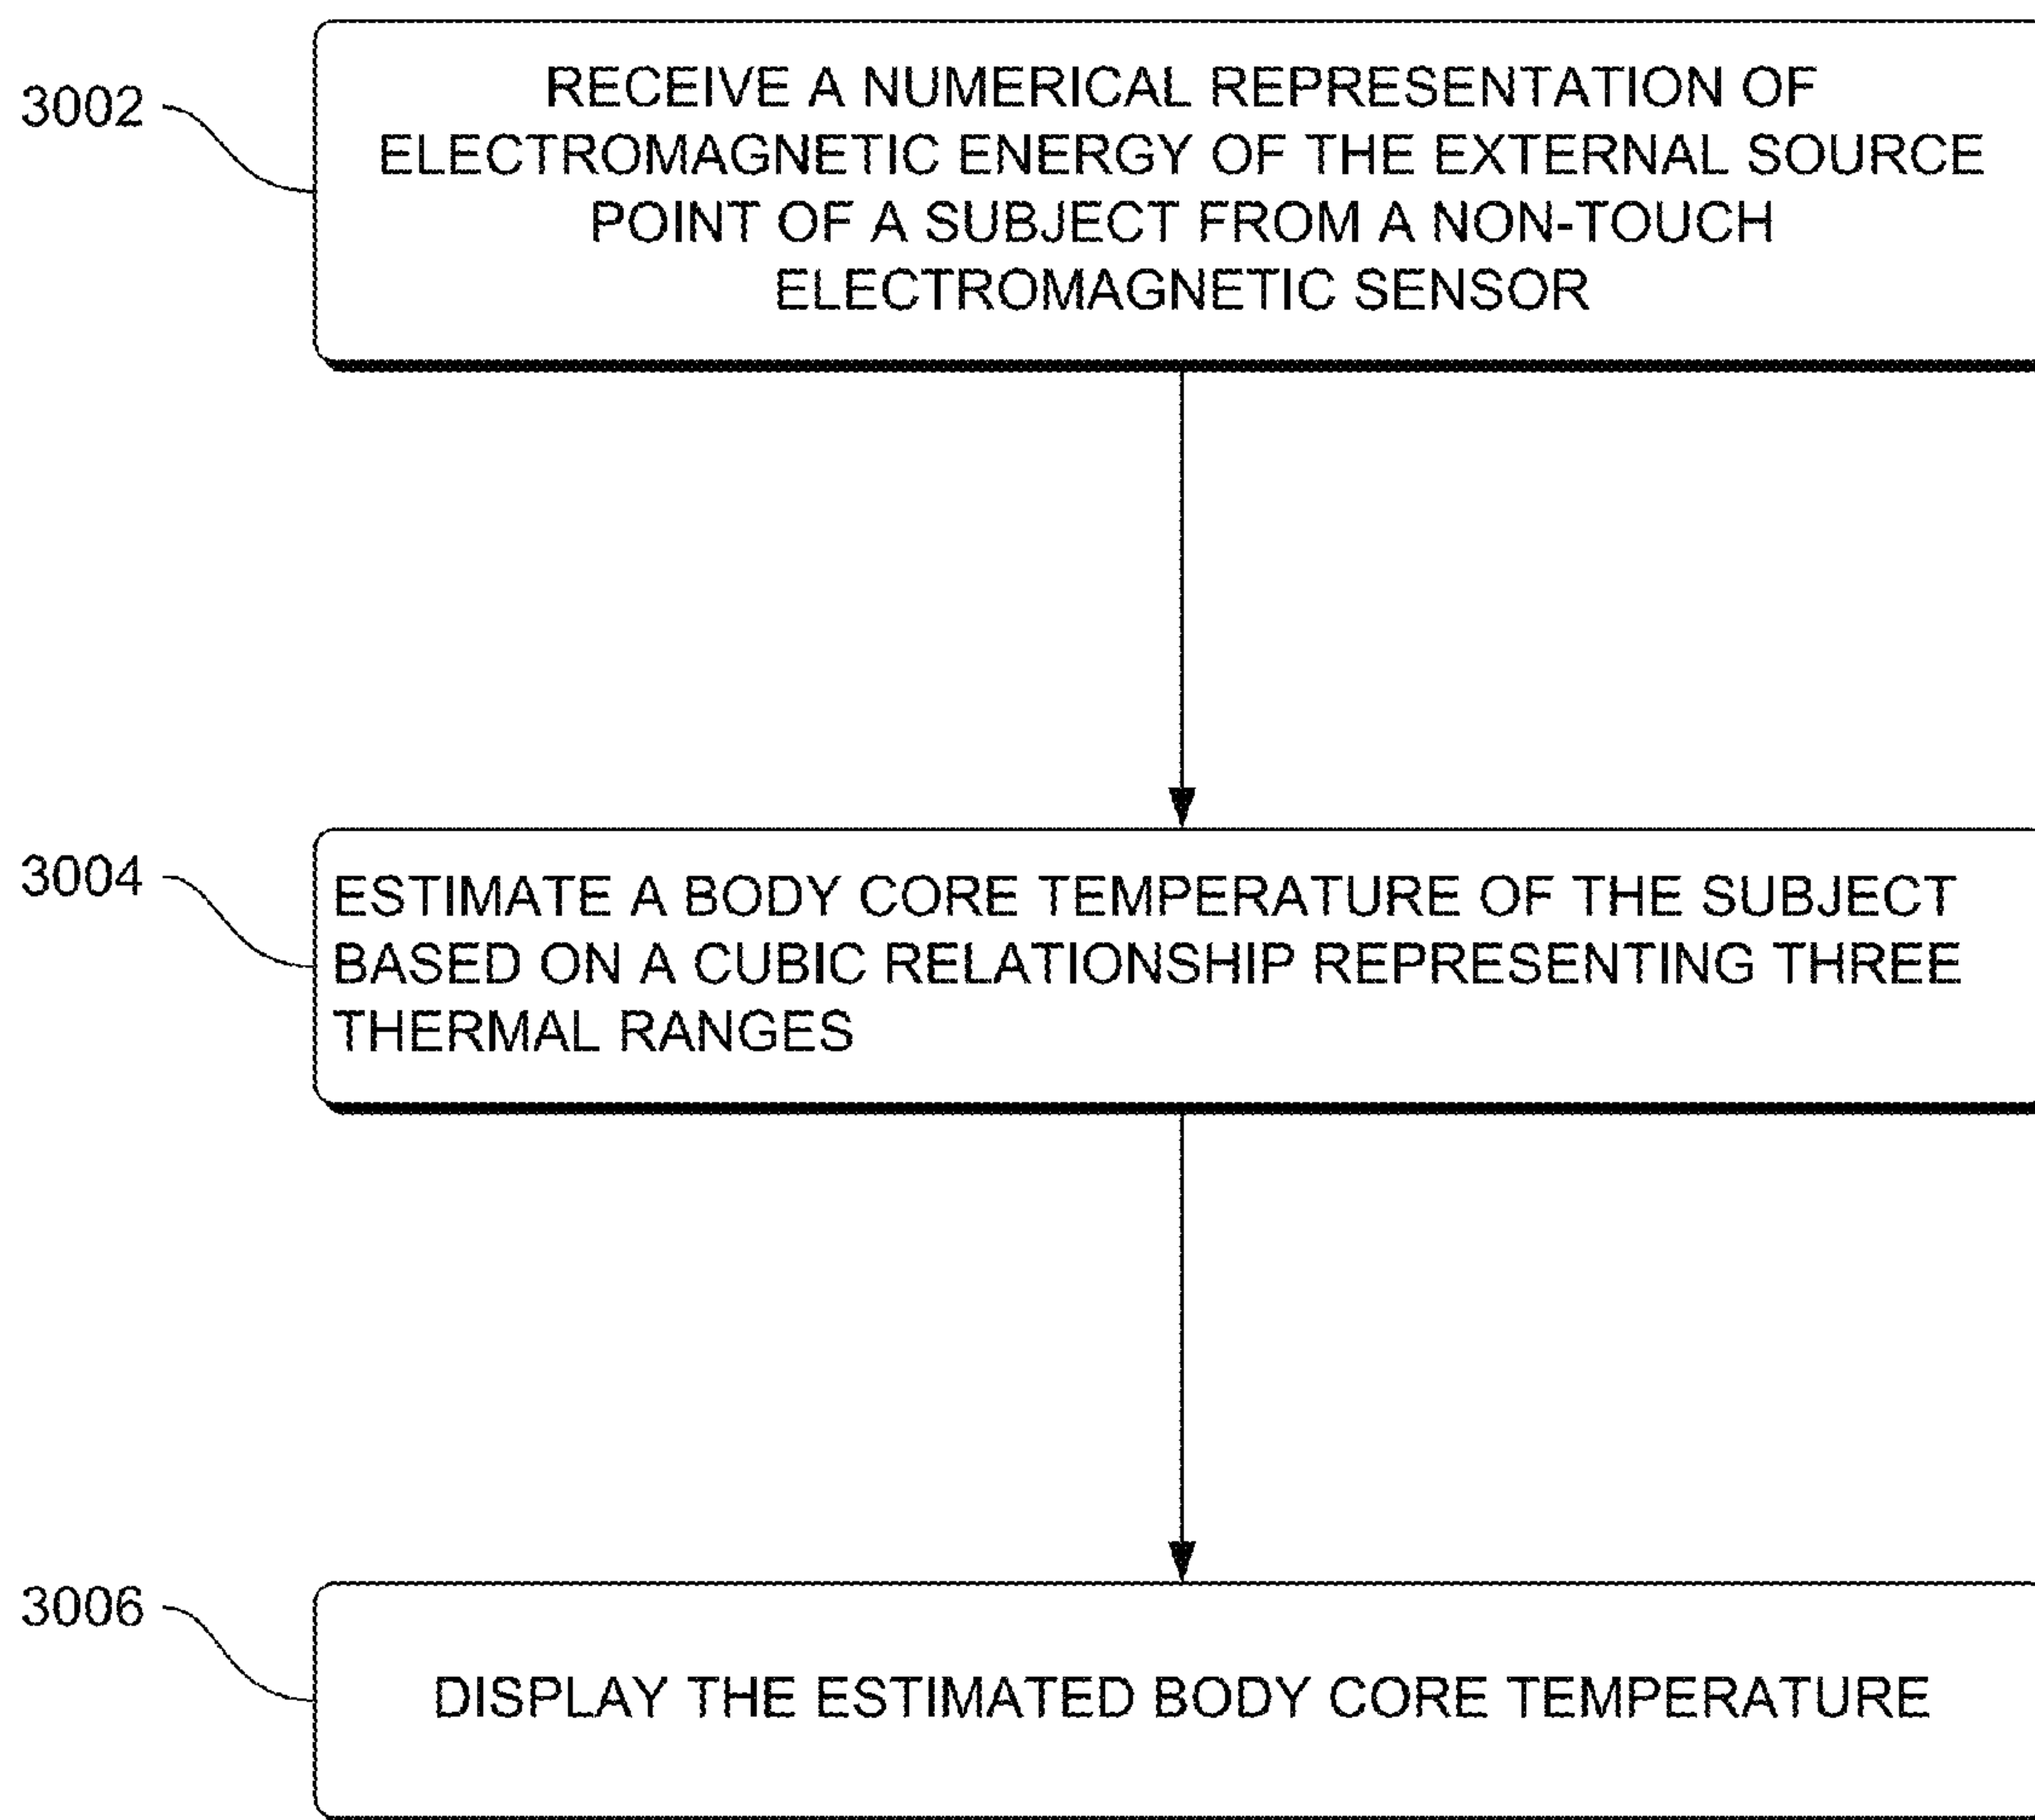 3002
RECEIVE A NUMERICAL REPRESENTATION OF
ELECTROMAGNETIC ENERGY OF THE EXTERNAL SOURCE
POINT OF A SUBJECT FROM A NON-TOUCH
ELECTROMAGNETIC SENSOR
3004
ESTIMATE A BODY CORE TEMPERATURE OF THE SUBJECT
BASED ON A CUBIC RELATIONSHIP REPRESENTING THREE
THERMAL RANGES
3006
DISPLAY THE ESTIMATED BODY CORE TEMPERATURE